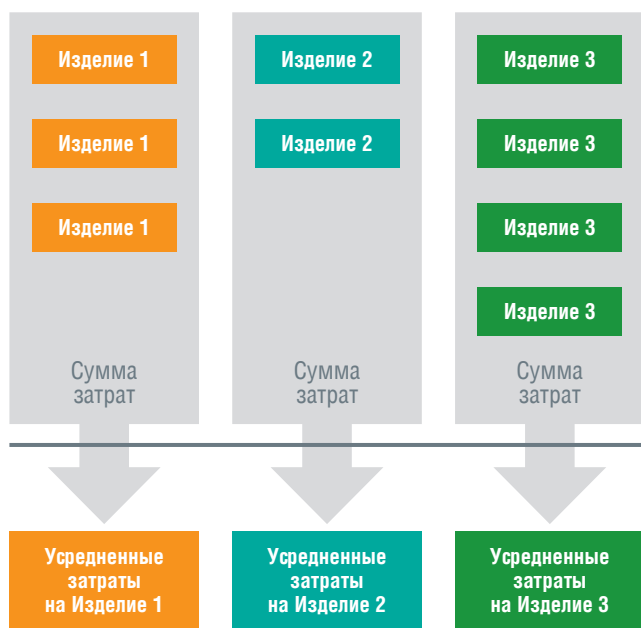 Изделие 1
Изделие 2
Изделие 3
Изделие 1
Изделие 2
Изделие 3
Изделие 1
Изделие 3
Изделие 3
Сумма
затрат
Сумма
затрат
Сумма
затрат
Усредненные
затраты
на Изделие 1
Усредненные
затраты
на Изделие 2
Усредненные
затраты
на Изделие 3